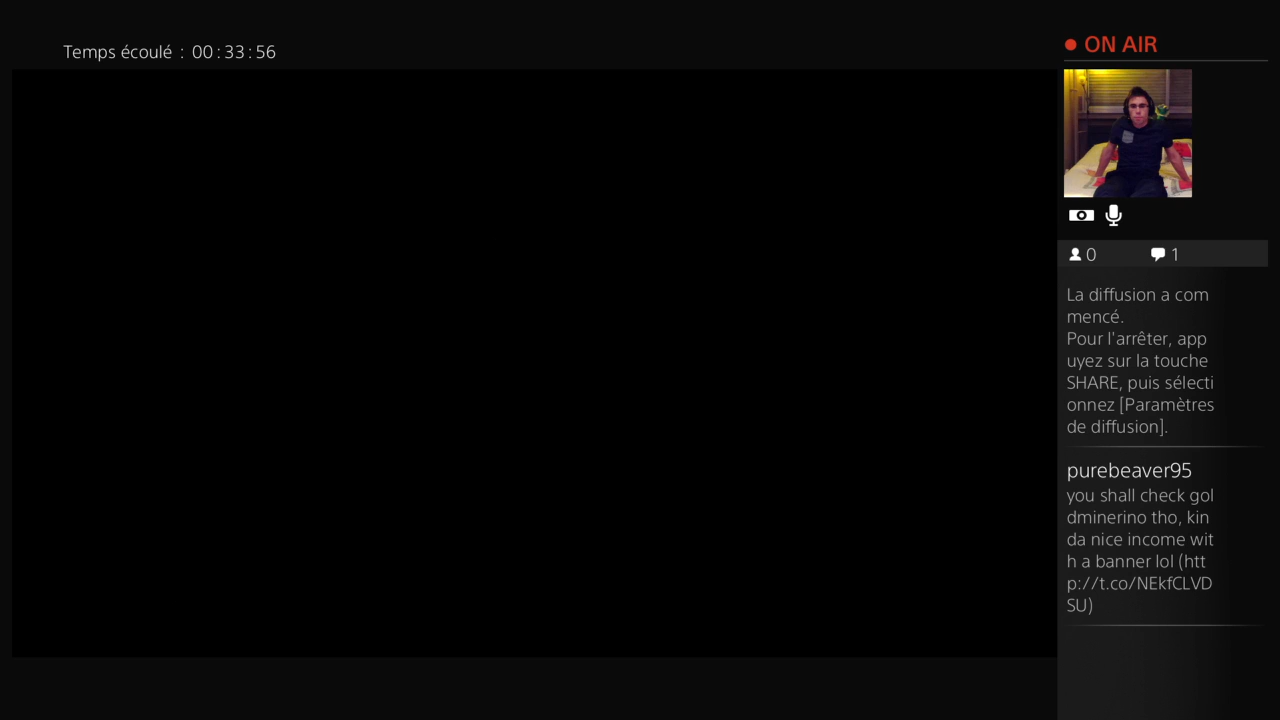 Temps écoulé : 00:33:56
ON AIR
0 1
La diffusion a com
mencé.
Pour l'arrêter, app
uyez sur la touche
SHARE, puis sélecti
onnez [Paramètres
de diffusion].
purebeaver95
you shall check gol
dminerino tho, kin
da nice income wit
h a banner lol (htt
p://t.co/NEkfCLVD
SU)